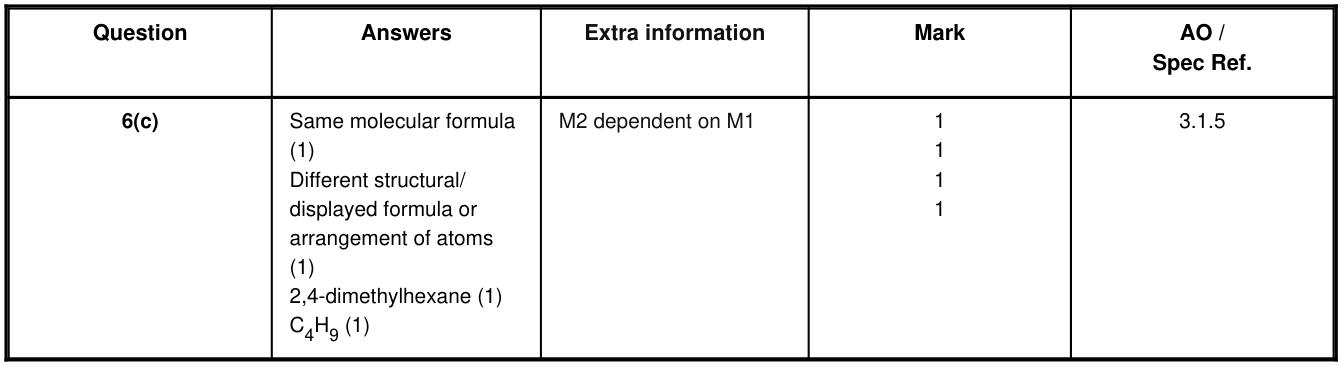 Question Answers Extra information Mark AO /
Spec Ref.
6(c) Same molecular formula M2 dependent on M1 1 3.1.5
(1) 1
Different structural/ 1
displayed formula or 1
arrangement of atoms
(1)
2,4-dimethylhexane (1)
C₄H₉ (1)